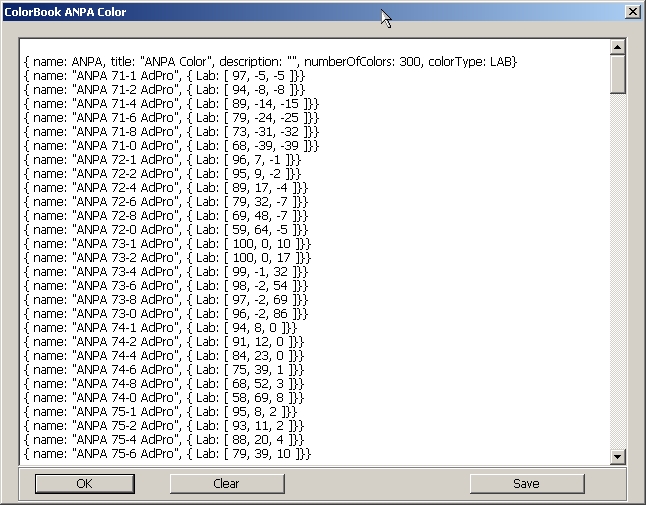 ColorBook ANPA Color
{ name: ANPA, title: "ANPA Color", description: "", numberOfColors: 300, colorType: LAB}
{ name: "ANPA 71-1 AdPro", { Lab: [ 97, -5, -5 ]}}
{ name: "ANPA 71-2 AdPro", { Lab: [ 94, -8, -8 ]}}
{ name: "ANPA 71-4 AdPro", { Lab: [ 89, -14, -15 ]}}
{ name: "ANPA 71-6 AdPro", { Lab: [ 79, -24, -25 ]}}
{ name: "ANPA 71-8 AdPro", { Lab: [ 73, -31, -32 ]}}
{ name: "ANPA 71-0 AdPro", { Lab: [ 68, -39, -39 ]}}
{ name: "ANPA 72-1 AdPro", { Lab: [ 96, 7, -1 ]}}
{ name: "ANPA 72-2 AdPro", { Lab: [ 95, 9, -2 ]}}
{ name: "ANPA 72-4 AdPro", { Lab: [ 89, 17, -4 ]}}
{ name: "ANPA 72-6 AdPro", { Lab: [ 79, 32, -7 ]}}
{ name: "ANPA 72-8 AdPro", { Lab: [ 69, 48, -7 ]}}
{ name: "ANPA 72-0 AdPro", { Lab: [ 59, 64, -5 ]}}
{ name: "ANPA 73-1 AdPro", { Lab: [ 100, 0, 10 ]}}
{ name: "ANPA 73-2 AdPro", { Lab: [ 100, 0, 17 ]}}
{ name: "ANPA 73-4 AdPro", { Lab: [ 99, -1, 32 ]}}
{ name: "ANPA 73-6 AdPro", { Lab: [ 98, -2, 54 ]}}
{ name: "ANPA 73-8 AdPro", { Lab: [ 97, -2, 69 ]}}
{ name: "ANPA 73-0 AdPro", { Lab: [ 96, -2, 86 ]}}
{ name: "ANPA 74-1 AdPro", { Lab: [ 94, 8, 0 ]}}
{ name: "ANPA 74-2 AdPro", { Lab: [ 91, 12, 0 ]}}
{ name: "ANPA 74-4 AdPro", { Lab: [ 84, 23, 0 ]}}
{ name: "ANPA 74-6 AdPro", { Lab: [ 75, 39, 1 ]}}
{ name: "ANPA 74-8 AdPro", { Lab: [ 68, 52, 3 ]}}
{ name: "ANPA 74-0 AdPro", { Lab: [ 58, 69, 8 ]}}
{ name: "ANPA 75-1 AdPro", { Lab: [ 95, 8, 2 ]}}
{ name: "ANPA 75-2 AdPro", { Lab: [ 93, 11, 2 ]}}
{ name: "ANPA 75-4 AdPro", { Lab: [ 88, 20, 4 ]}}
{ name: "ANPA 75-6 AdPro", { Lab: [ 79, 39, 10 ]}}
OK Clear Save